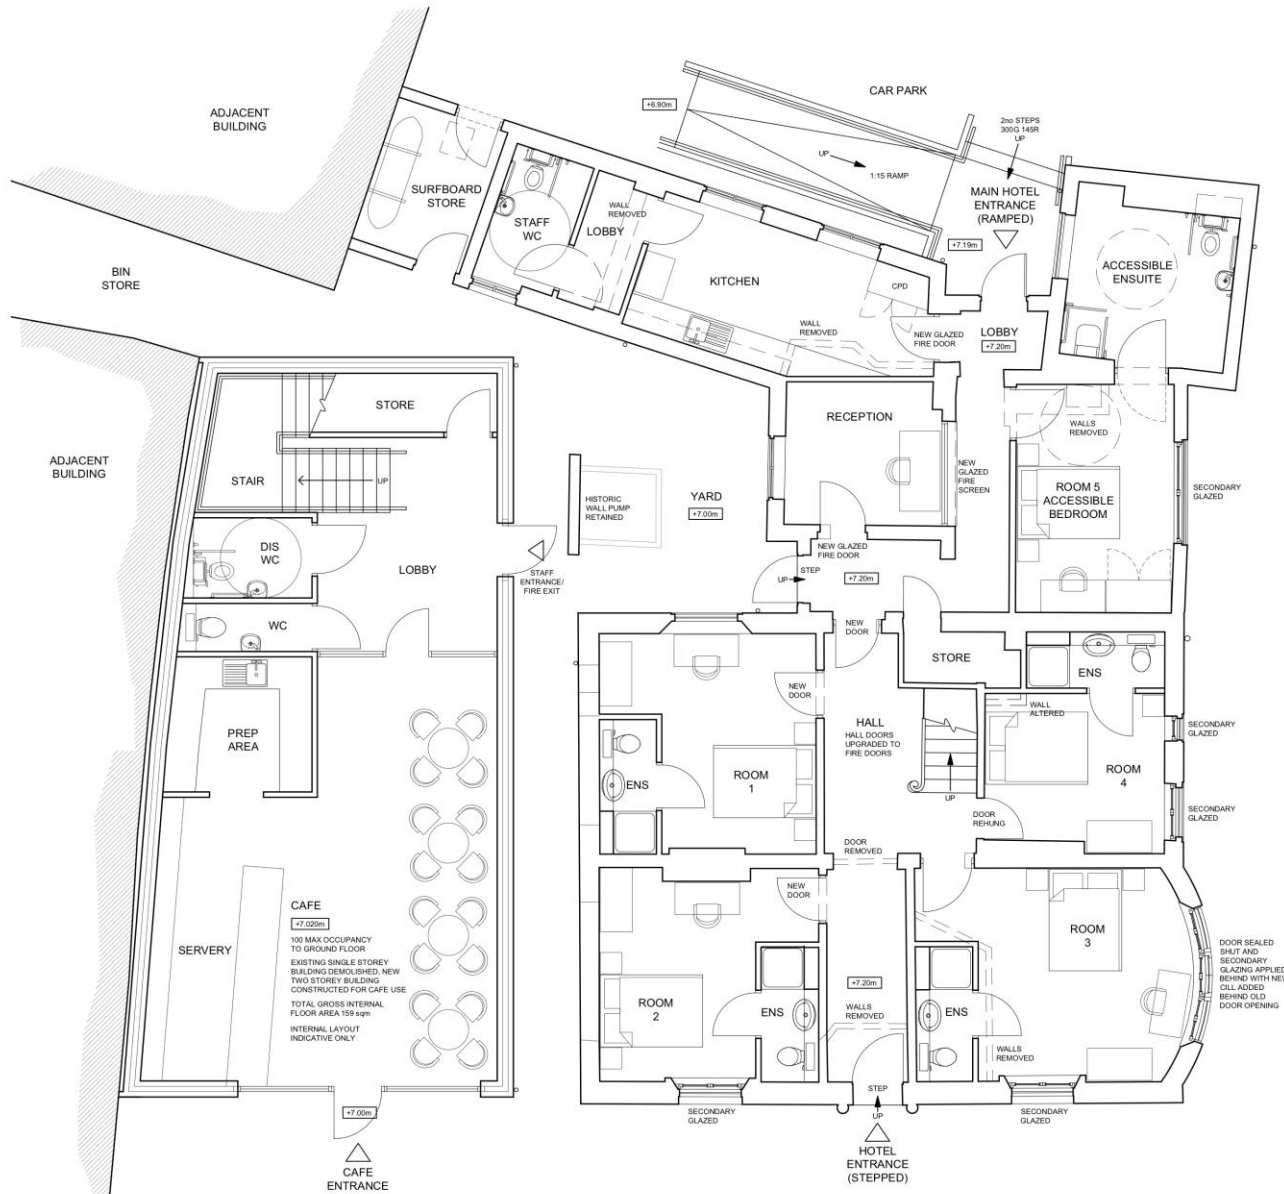 ADJACENT
BUILDING
CAR PARK
+6.90m
2no STEPS
300G 145R
UP
UP
1:15 RAMP
SURFBOARD
STORE
STAFF
WC
WALL
REMOVED
LOBBY
MAIN HOTEL
ENTRANCE
(RAMPED)
+7.19m
ACCESSIBLE
ENSUITE
BIN
STORE
KITCHEN
CPD
WALL
REMOVED
NEW GLAZED
FIRE DOOR
LOBBY
+7.20m
STORE
RECEPTION
WALLS
REMOVED
ADJACENT
BUILDING
STAIR
UP
HISTORIC
WALL PUMP
RETAINED
YARD
+7.00m
NEW
GLAZED
FIRE
SCREEN
ROOM 5
ACCESSIBLE
BEDROOM
SECONDARY
GLAZED
DIS
WC
LOBBY
STAFF
ENTRANCE/
FIRE EXIT
NEW GLAZED
FIRE DOOR
STEP
UP
+7.20m
WC
NEW
DOOR
STORE
ENS
PREP
AREA
NEW
DOOR
HALL
HALL DOORS
UPGRADED TO
FIRE DOORS
WALL
ALTERED
SECONDARY
GLAZED
ENS
ROOM
1
UP
ROOM
4
DOOR
REHUNG
SECONDARY
GLAZED
DOOR
REMOVED
CAFE
+7.020m
100 MAX OCCUPANCY
TO GROUND FLOOR
EXISTING SINGLE STOREY
BUILDING DEMOLISHED, NEW
TWO STOREY BUILDING
CONSTRUCTED FOR CAFE USE
TOTAL GROSS INTERNAL
FLOOR AREA 159 sqm
INTERNAL LAYOUT
INDICATIVE ONLY
SERVERY
NEW
DOOR
ROOM
2
ENS
+7.20m
WALLS
REMOVED
ENS
ROOM
3
WALLS
REMOVED
DOOR SEALED
SHUT AND
SECONDARY
GLAZING APPLIED
BEHIND WITH NEW
CILL ADDED
BEHIND OLD
DOOR OPENING
STEP
UP
+7.00m
SECONDARY
GLAZED
SECONDARY
GLAZED
CAFE
ENTRANCE
HOTEL
ENTRANCE
(STEPPED)